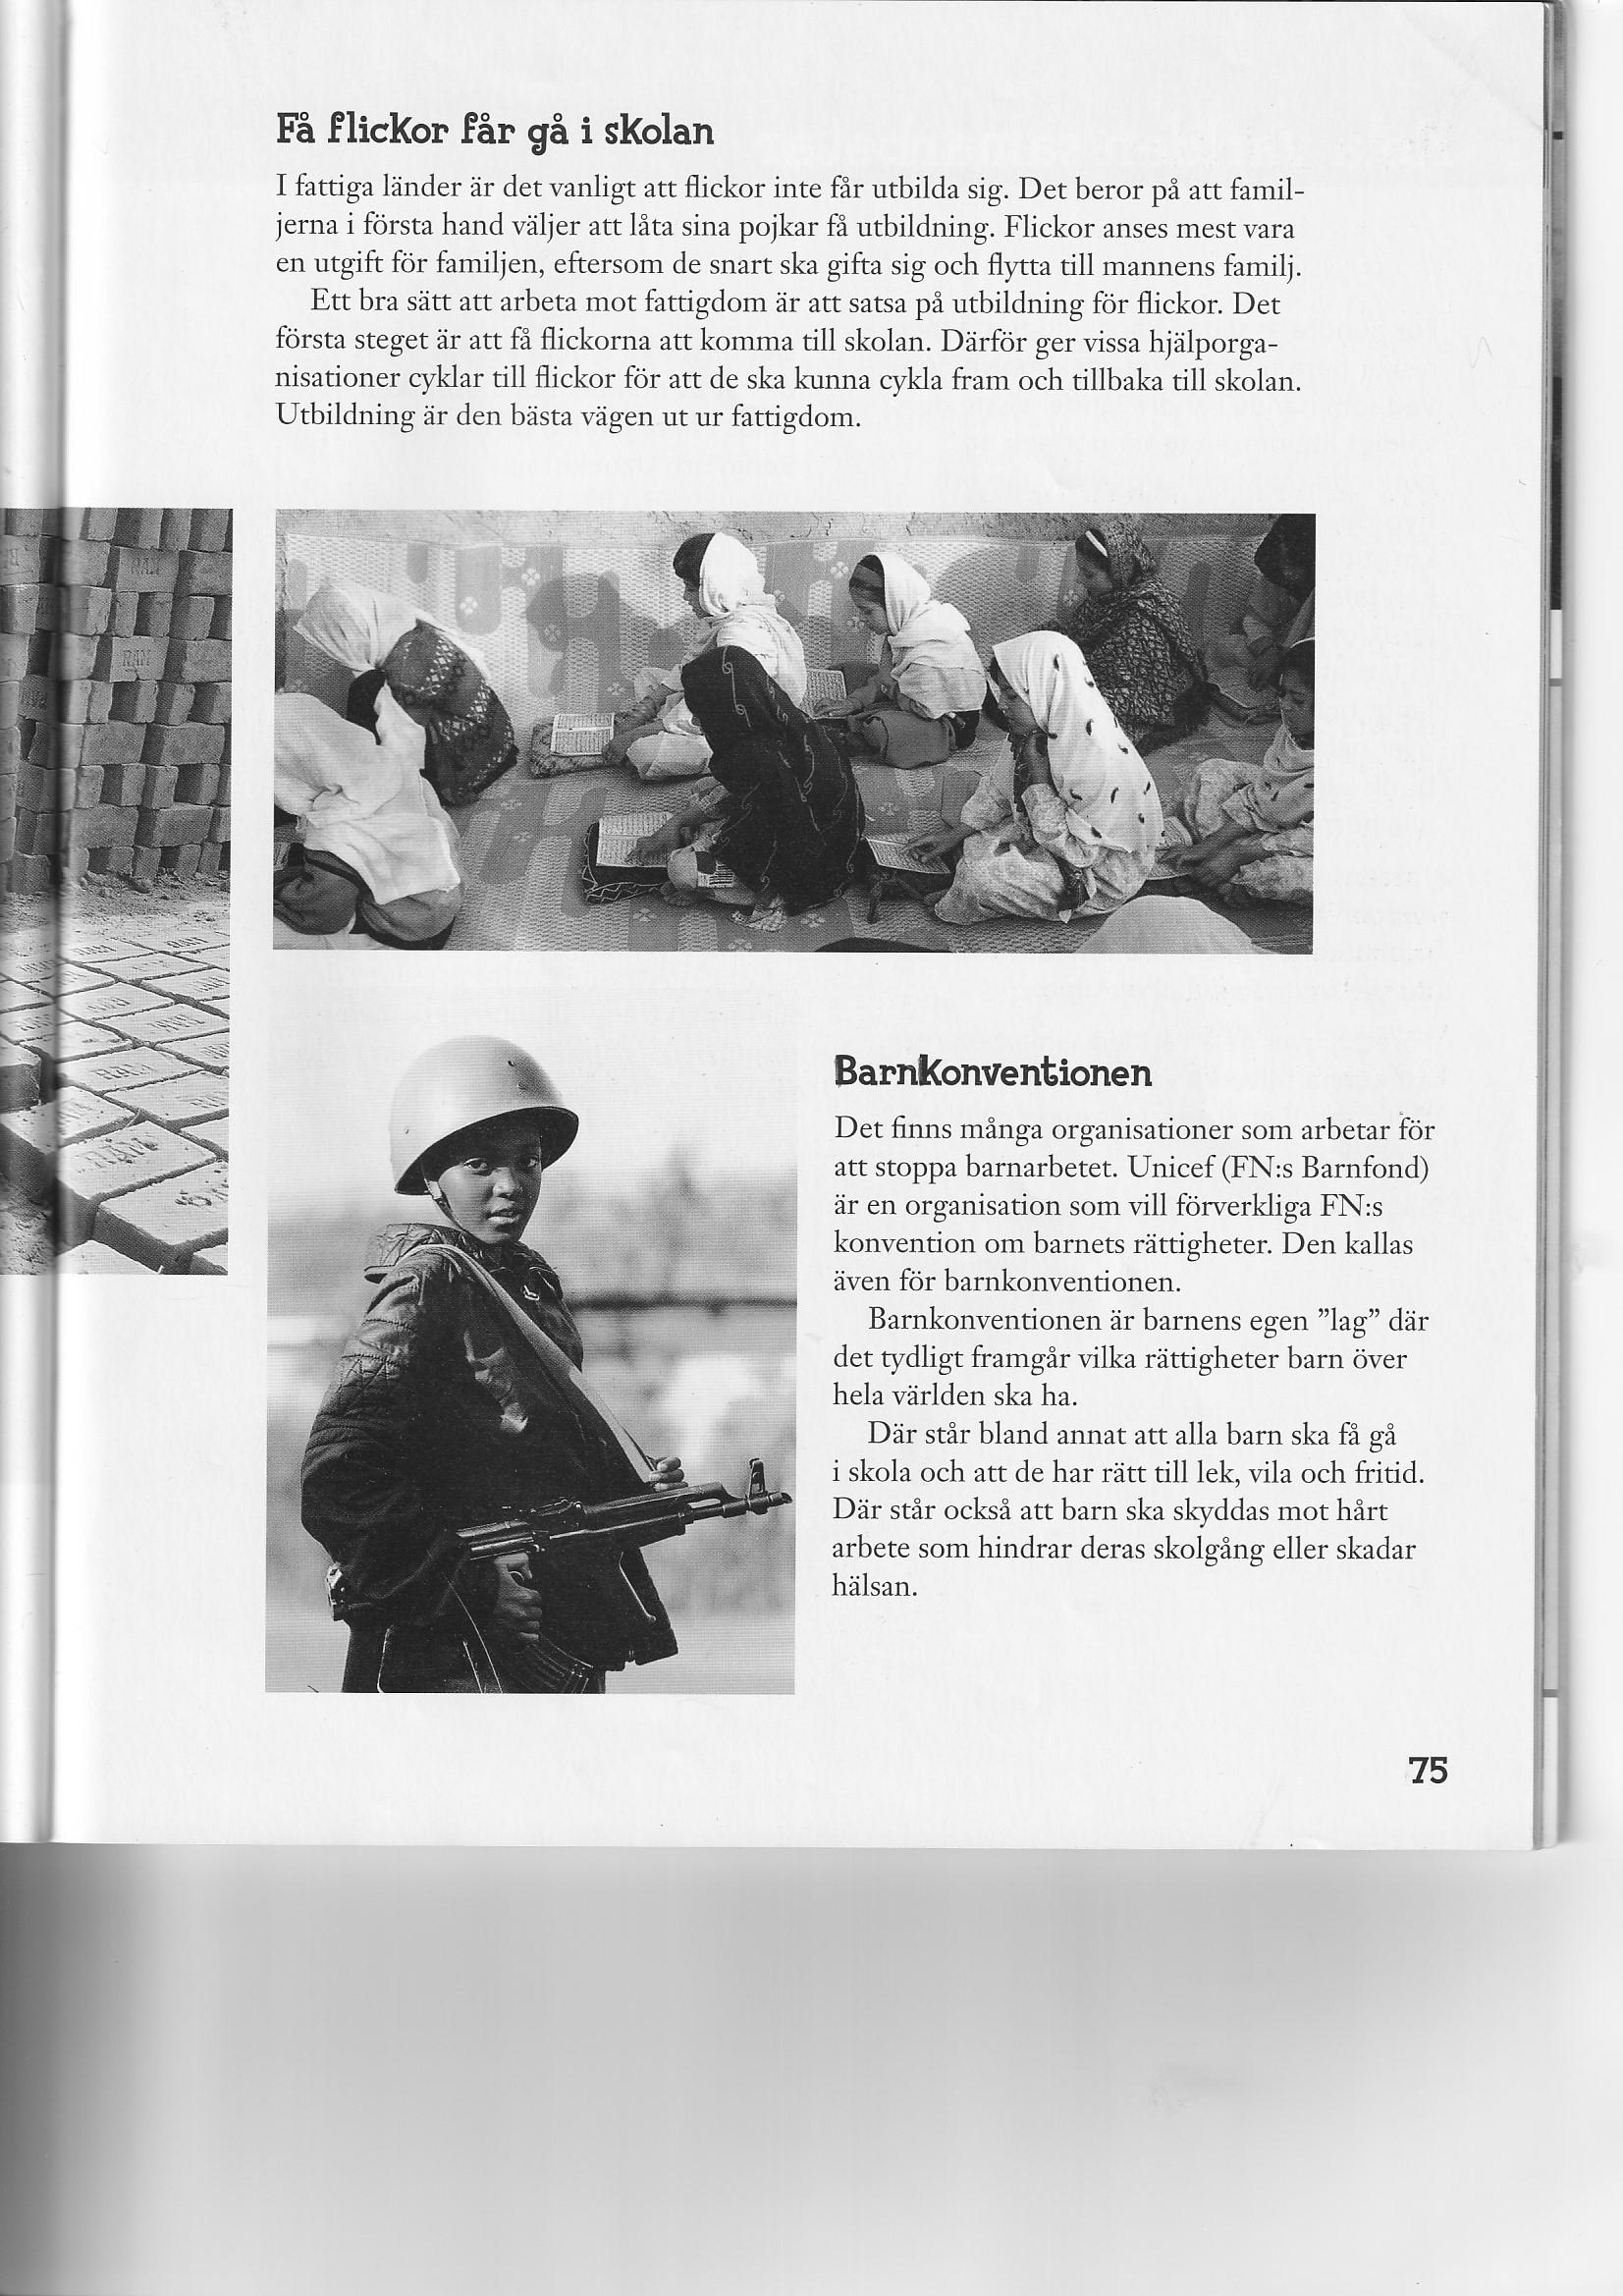 Få flickor får gå i skolan
I fattiga länder är det vanligt att flickor inte får utbilda sig. Det beror på att famil-
jerna i första hand väljer att låta sina pojkar få utbildning. Flickor anses mest vara
en utgift för familjen, eftersom de snart ska gifta sig och flytta till mannens familj.
Ett bra sätt att arbeta mot fattigdom är att satsa på utbildning för flickor. Det
första steget är att få flickorna att komma till skolan. Därför ger vissa hjälporga-
nisationer cyklar till flickor för att de ska kunna cykla fram och tillbaka till skolan.
Utbildning är den bästa vägen ut ur fattigdom.
RAM
RAM
RAM
RAM
Barnkonventionen
Det finns många organisationer som arbetar för
att stoppa barnarbetet. Unicef (FN:s Barnfond)
är en organisation som vill förverkliga FN:s
konvention om barnets rättigheter. Den kallas
även för barnkonventionen.
Barnkonventionen är barnens egen ”lag” där
det tydligt framgår vilka rättigheter barn över
hela världen ska ha.
Där står bland annat att alla barn ska få gå
i skola och att de har rätt till lek, vila och fritid.
Där står också att barn ska skyddas mot hårt
arbete som hindrar deras skolgång eller skadar
hälsan.
75